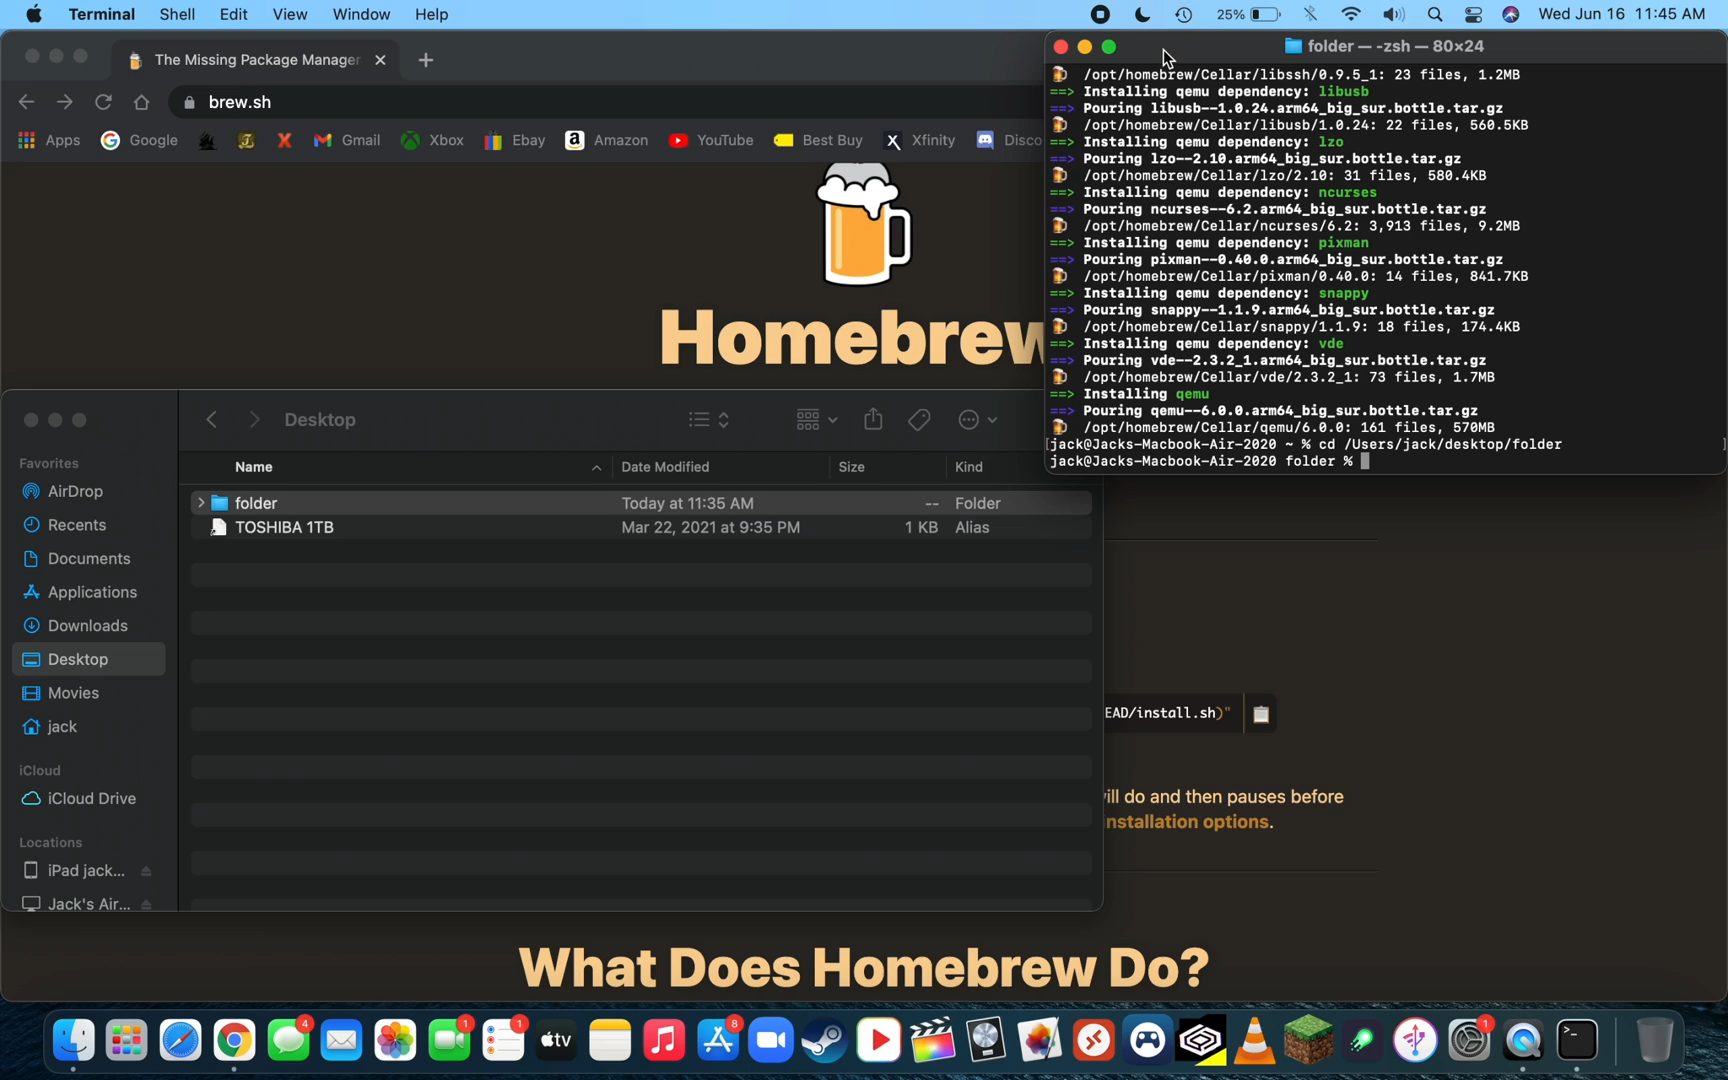 Terminal Shell Edit View Window Help
25% Wed Jun 16 11:45 AM
The Missing Package Manager
brew.sh
Apps Google Gmail Xbox Ebay Amazon YouTube Best Buy Xfinity Disco
Homebrew
folder — -zsh — 80×24
/opt/homebrew/Cellar/libssh/0.9.5_1: 23 files, 1.2MB
==> Installing qemu dependency: libusb
==> Pouring libusb--1.0.24.arm64_big_sur.bottle.tar.gz
/opt/homebrew/Cellar/libusb/1.0.24: 22 files, 560.5KB
==> Installing qemu dependency: lzo
==> Pouring lzo--2.10.arm64_big_sur.bottle.tar.gz
/opt/homebrew/Cellar/lzo/2.10: 31 files, 580.4KB
==> Installing qemu dependency: ncurses
==> Pouring ncurses--6.2.arm64_big_sur.bottle.tar.gz
/opt/homebrew/Cellar/ncurses/6.2: 3,913 files, 9.2MB
==> Installing qemu dependency: pixman
==> Pouring pixman--0.40.0.arm64_big_sur.bottle.tar.gz
/opt/homebrew/Cellar/pixman/0.40.0: 14 files, 841.7KB
==> Installing qemu dependency: snappy
==> Pouring snappy--1.1.9.arm64_big_sur.bottle.tar.gz
/opt/homebrew/Cellar/snappy/1.1.9: 18 files, 174.4KB
==> Installing qemu dependency: vde
==> Pouring vde--2.3.2_1.arm64_big_sur.bottle.tar.gz
/opt/homebrew/Cellar/vde/2.3.2_1: 73 files, 1.7MB
==> Installing qemu
==> Pouring qemu--6.0.0.arm64_big_sur.bottle.tar.gz
/opt/homebrew/Cellar/qemu/6.0.0: 161 files, 570MB
[jack@Jacks-Macbook-Air-2020 ~ % cd /Users/jack/desktop/folder ]
jack@Jacks-Macbook-Air-2020 folder %
Desktop
Name Date Modified Size Kind
folder Today at 11:35 AM -- Folder
TOSHIBA 1TB Mar 22, 2021 at 9:35 PM 1 KB Alias
Favorites
AirDrop
Recents
Documents
Applications
Downloads
Desktop
Movies
jack
iCloud
iCloud Drive
Locations
iPad jack...
Jack's Air...
EAD/install.sh)"
ill do and then pauses before
nstallation options.
What Does Homebrew Do?
4 1 1 tv 8 1